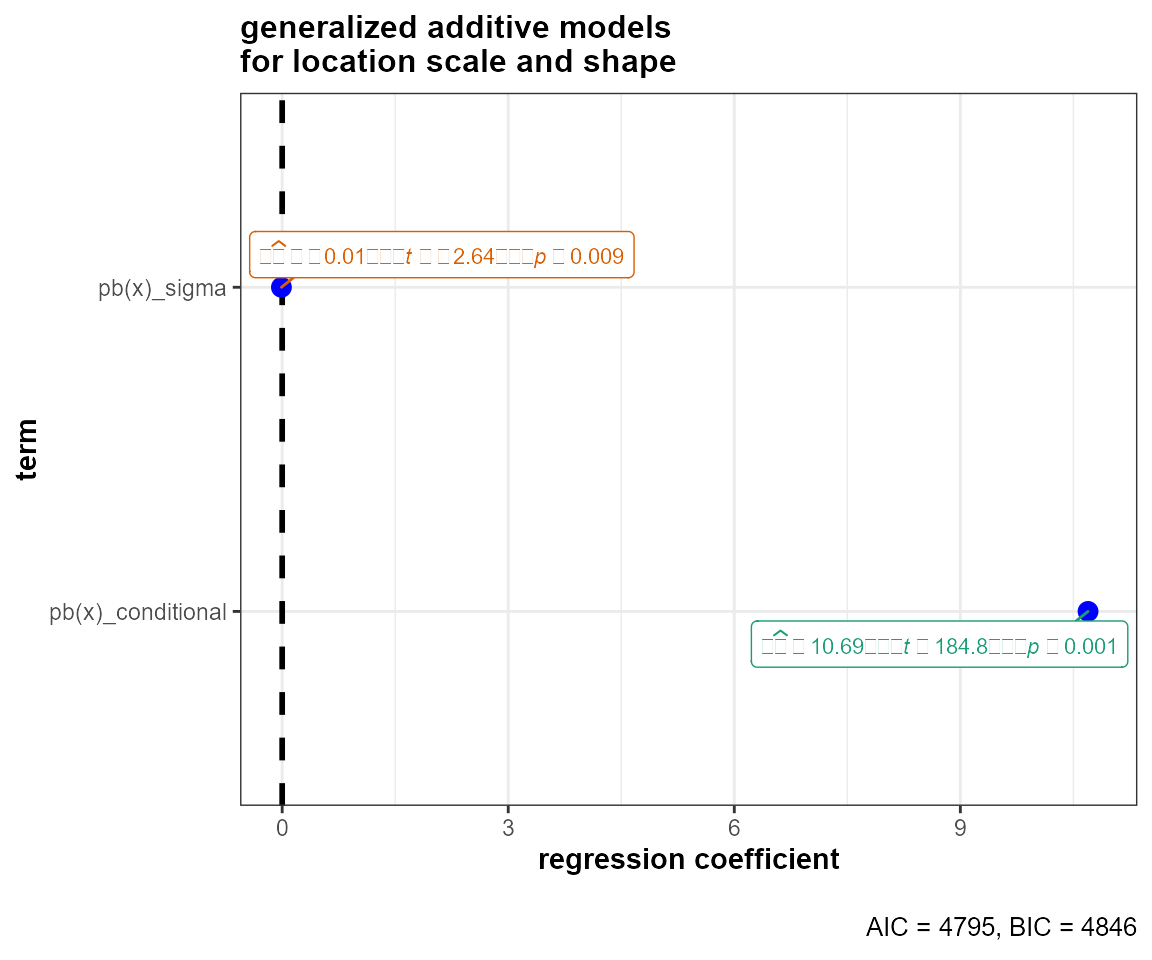 generalized additive models
for location scale and shape
term
pb(x)_sigma
pb(x)_conditional
□□ □ □0.01□□□t □ □2.64□□□p □ 0.009
□□ □ 10.69□□□t □ 184.8□□□p □ 0.001
0 3 6 9
regression coefficient
AIC = 4795, BIC = 4846